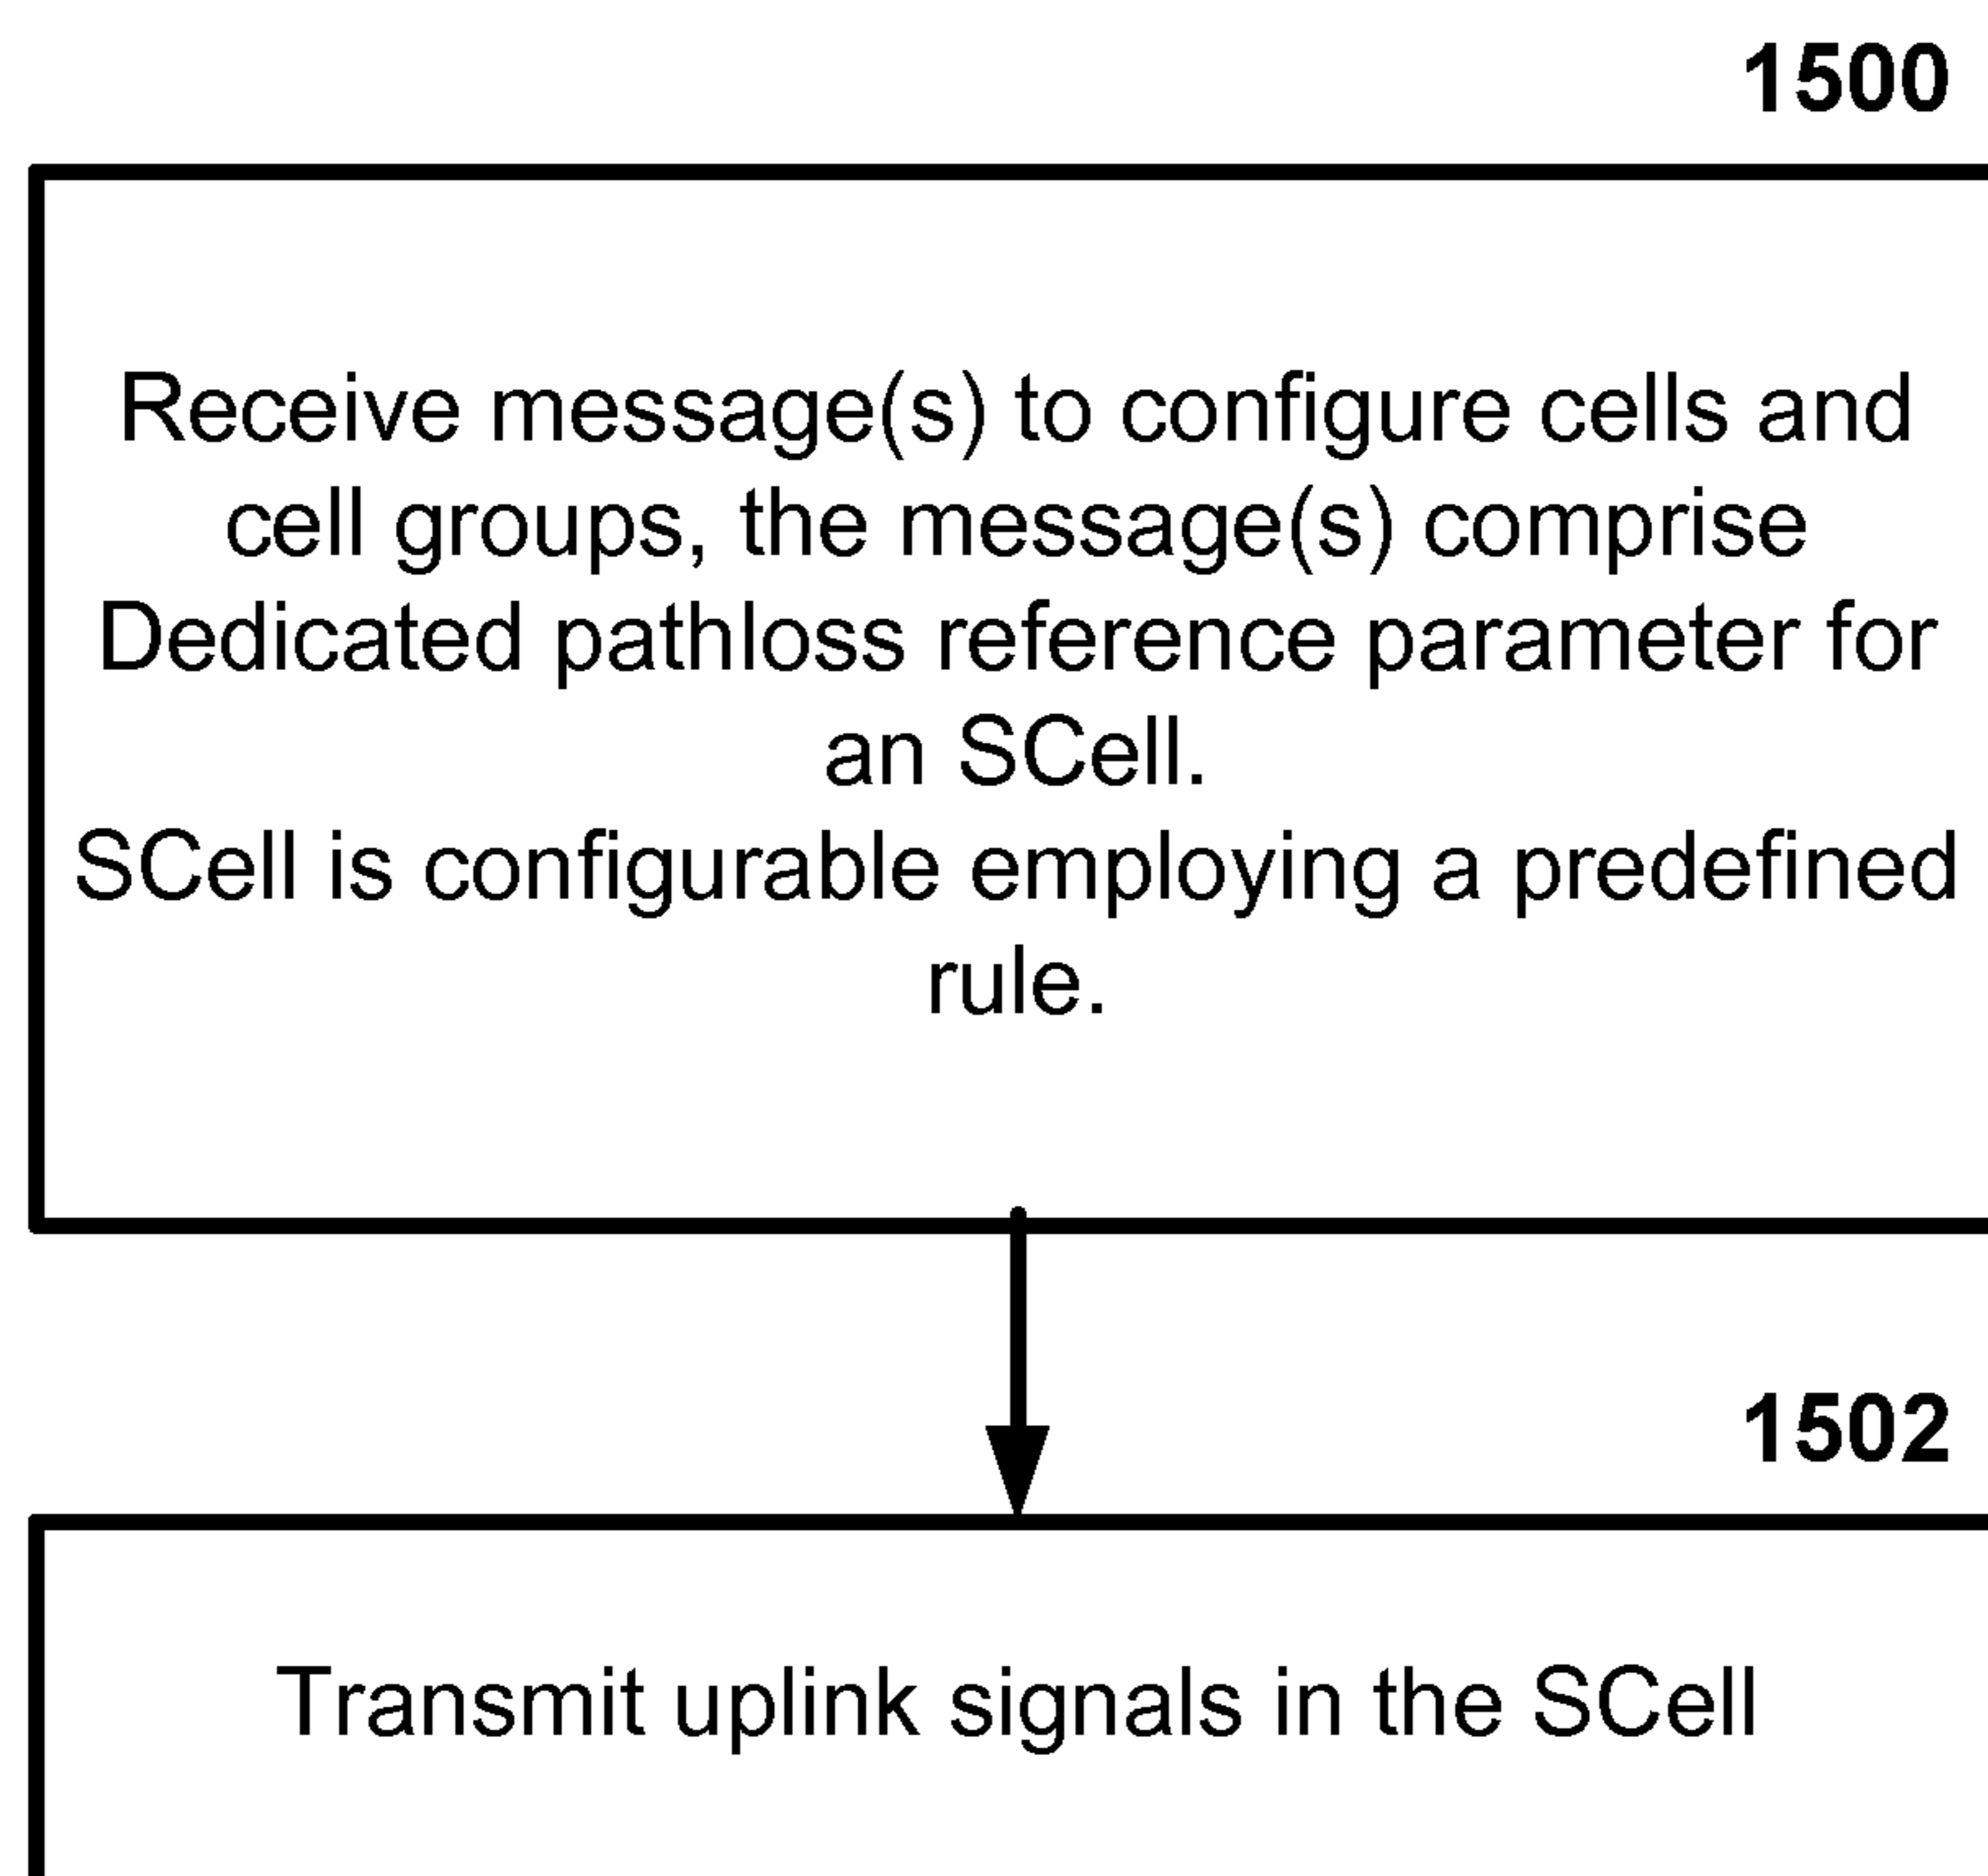 1500
Receive message(s) to configure cells and
cell groups, the message(s) comprise
Dedicated pathloss reference parameter for
an SCell.
SCell is configurable employing a predefined
rule.
1502
Transmit uplink signals in the SCell